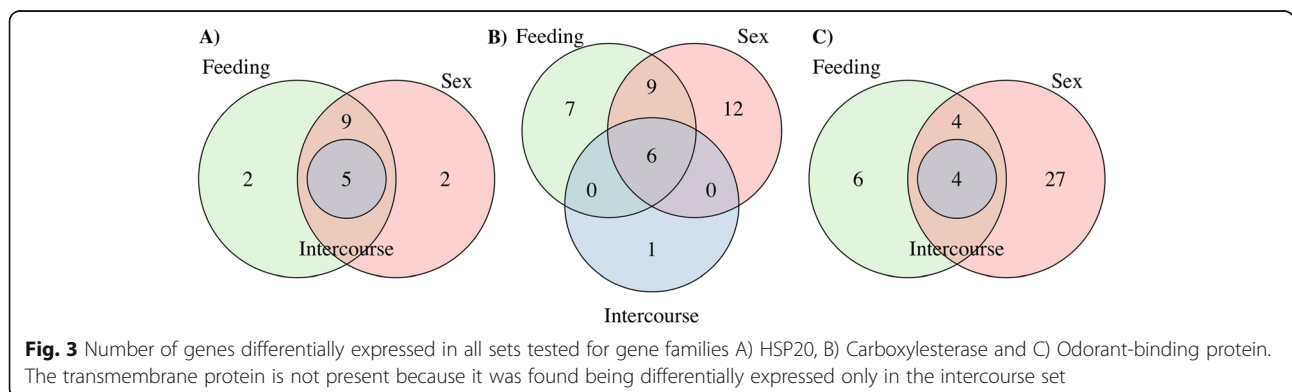 A)
Feeding
Sex
9
2
5
2
Intercourse
B) Feeding
Sex
9
7
12
6
0
0
1
Intercourse
C)
Feeding
Sex
4
6
4
27
Intercourse
Fig. 3 Number of genes differentially expressed in all sets tested for gene families A) HSP20, B) Carboxylesterase and C) Odorant-binding protein.
The transmembrane protein is not present because it was found being differentially expressed only in the intercourse set